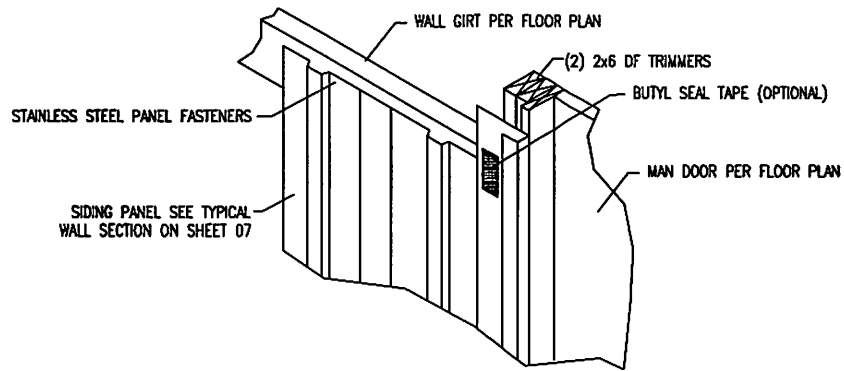 WALL GIRT PER FLOOR PLAN
(2) 2x6 DF TRIMMERS
BUTYL SEAL TAPE (OPTIONAL)
STAINLESS STEEL PANEL FASTENERS
MAN DOOR PER FLOOR PLAN
SIDING PANEL SEE TYPICAL
WALL SECTION ON SHEET 07